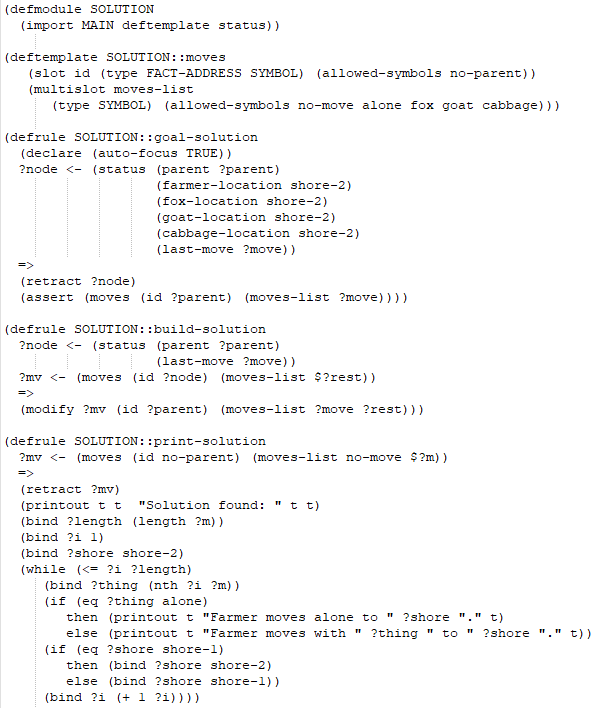 (defmodule SOLUTION
  (import MAIN deftemplate status))

(deftemplate SOLUTION::moves
   (slot id (type FACT-ADDRESS SYMBOL) (allowed-symbols no-parent))
   (multislot moves-list
      (type SYMBOL) (allowed-symbols no-move alone fox goat cabbage)))

(defrule SOLUTION::goal-solution
  (declare (auto-focus TRUE))
  ?node <- (status (parent ?parent)
                   (farmer-location shore-2)
                   (fox-location shore-2)
                   (goat-location shore-2)
                   (cabbage-location shore-2)
                   (last-move ?move))
  =>
  (retract ?node)
  (assert (moves (id ?parent) (moves-list ?move))))

(defrule SOLUTION::build-solution
  ?node <- (status (parent ?parent)
                   (last-move ?move))
  ?mv <- (moves (id ?node) (moves-list $?rest))
  =>
  (modify ?mv (id ?parent) (moves-list ?move ?rest)))

(defrule SOLUTION::print-solution
  ?mv <- (moves (id no-parent) (moves-list no-move $?m))
  =>
  (retract ?mv)
  (printout t t  "Solution found: " t t)
  (bind ?length (length ?m))
  (bind ?i 1)
  (bind ?shore shore-2)
  (while (<= ?i ?length)
     (bind ?thing (nth ?i ?m))
     (if (eq ?thing alone)
        then (printout t "Farmer moves alone to " ?shore "." t)
        else (printout t "Farmer moves with " ?thing " to " ?shore "." t))
     (if (eq ?shore shore-1)
        then (bind ?shore shore-2)
        else (bind ?shore shore-1))
     (bind ?i (+ 1 ?i))))